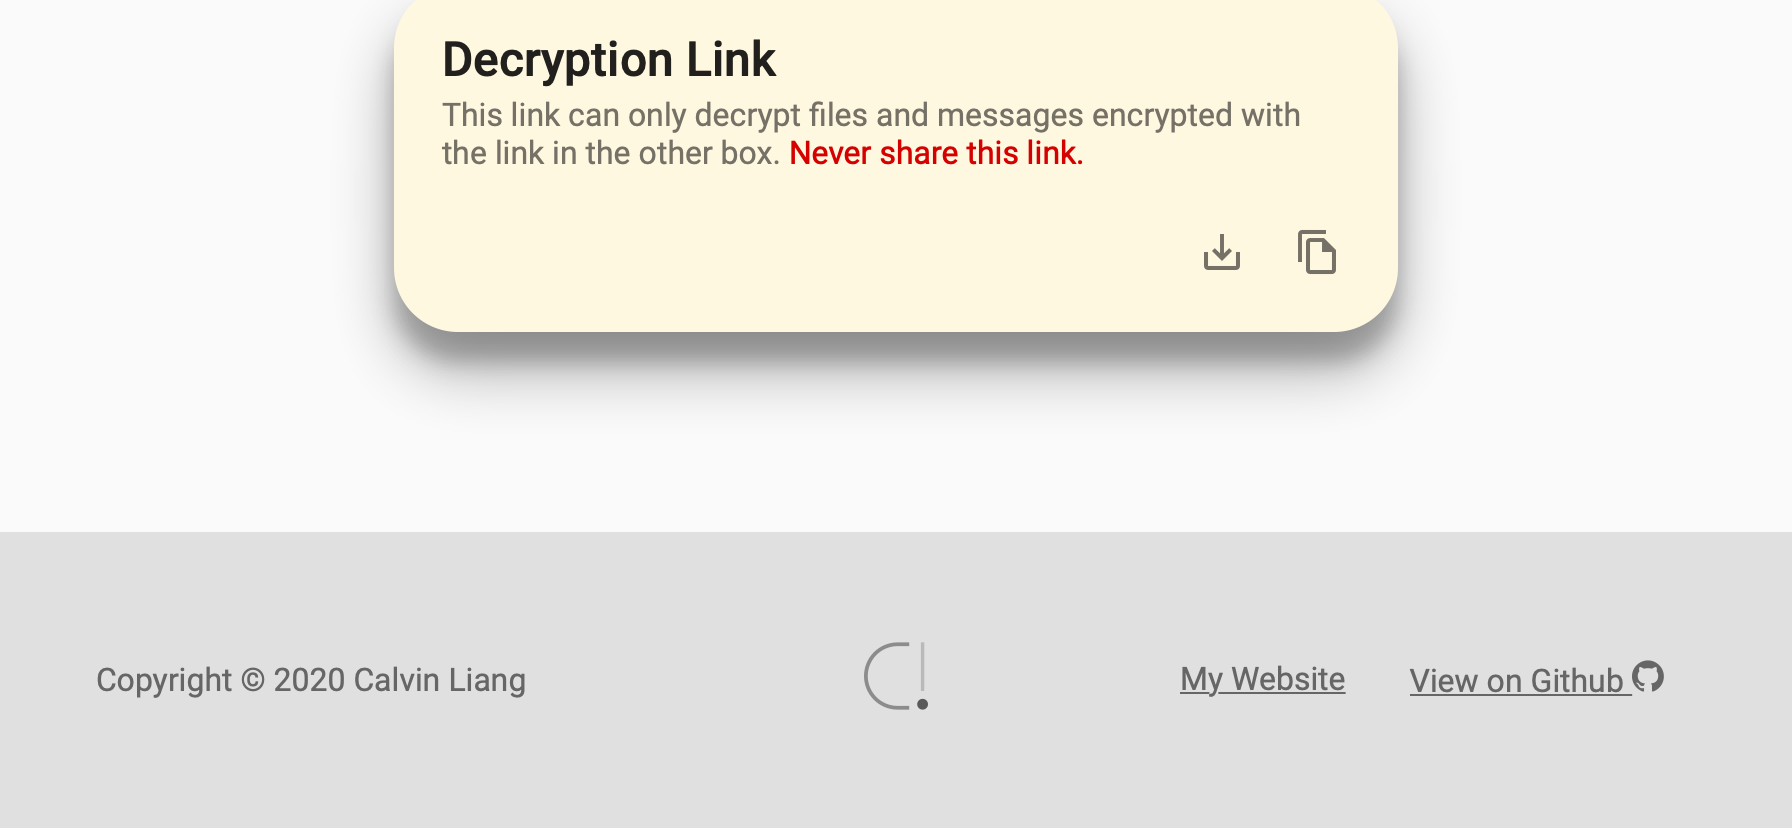 Decryption Link
This link can only decrypt files and messages encrypted with
the link in the other box. Never share this link.
Copyright © 2020 Calvin Liang
My Website
View on Github